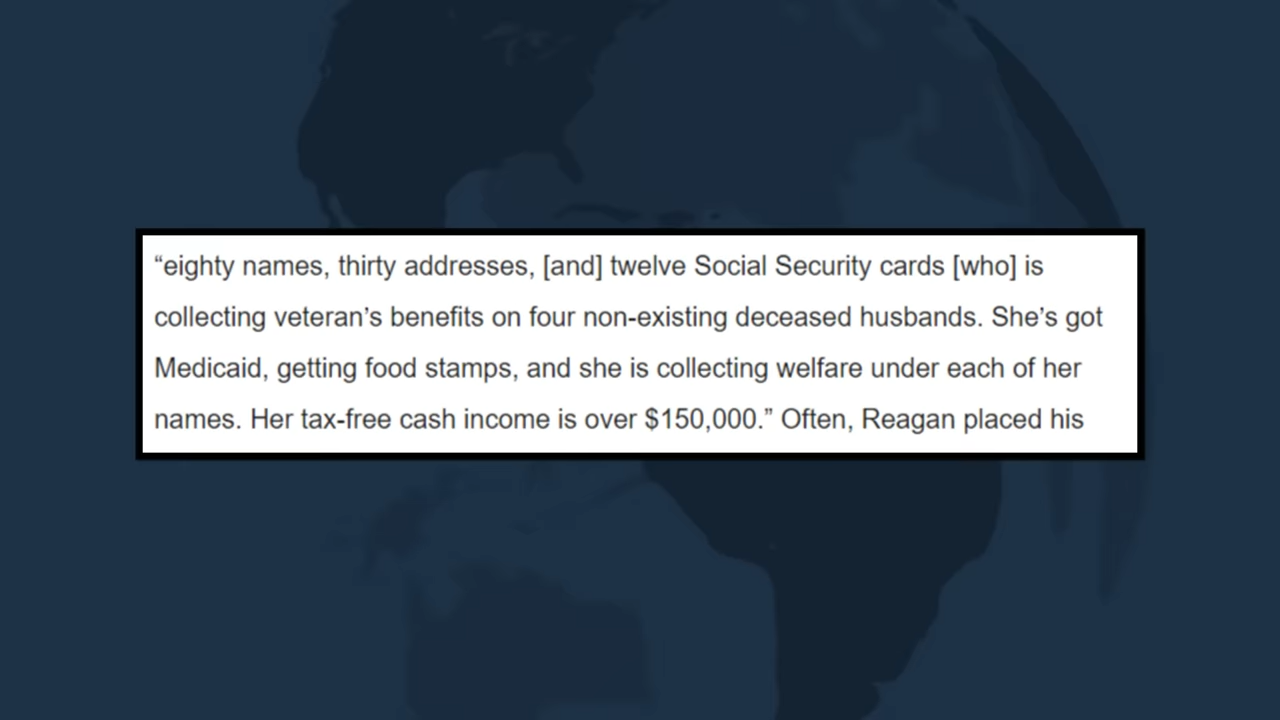 “eighty names, thirty addresses, [and] twelve Social Security cards [who] is
collecting veteran’s benefits on four non-existing deceased husbands. She’s got
Medicaid, getting food stamps, and she is collecting welfare under each of her
names. Her tax-free cash income is over $150,000.” Often, Reagan placed his